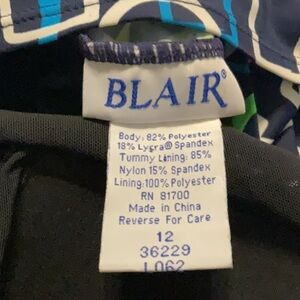 BLAIR®
Body: 82% Polyester
18% Lycra® Spandex
Tummy Lining: 85%
Nylon 15% Spandex
Lining: 100% Polyester
RN 81700
Made in China
Reverse For Care
12
36229
L062